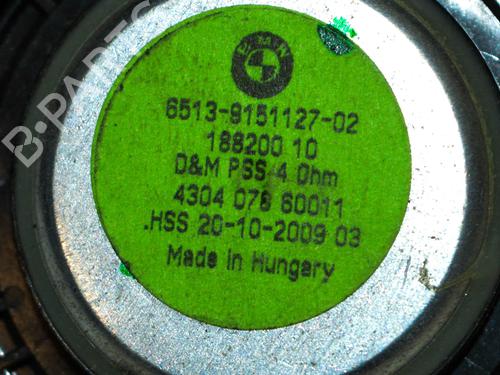 BMW
6513-9151127-02
188200 10
D&M PSS 4 Ohm
4304 078 60011
.HSS 20-10-2009 03
Made in Hungary
B-PARTS